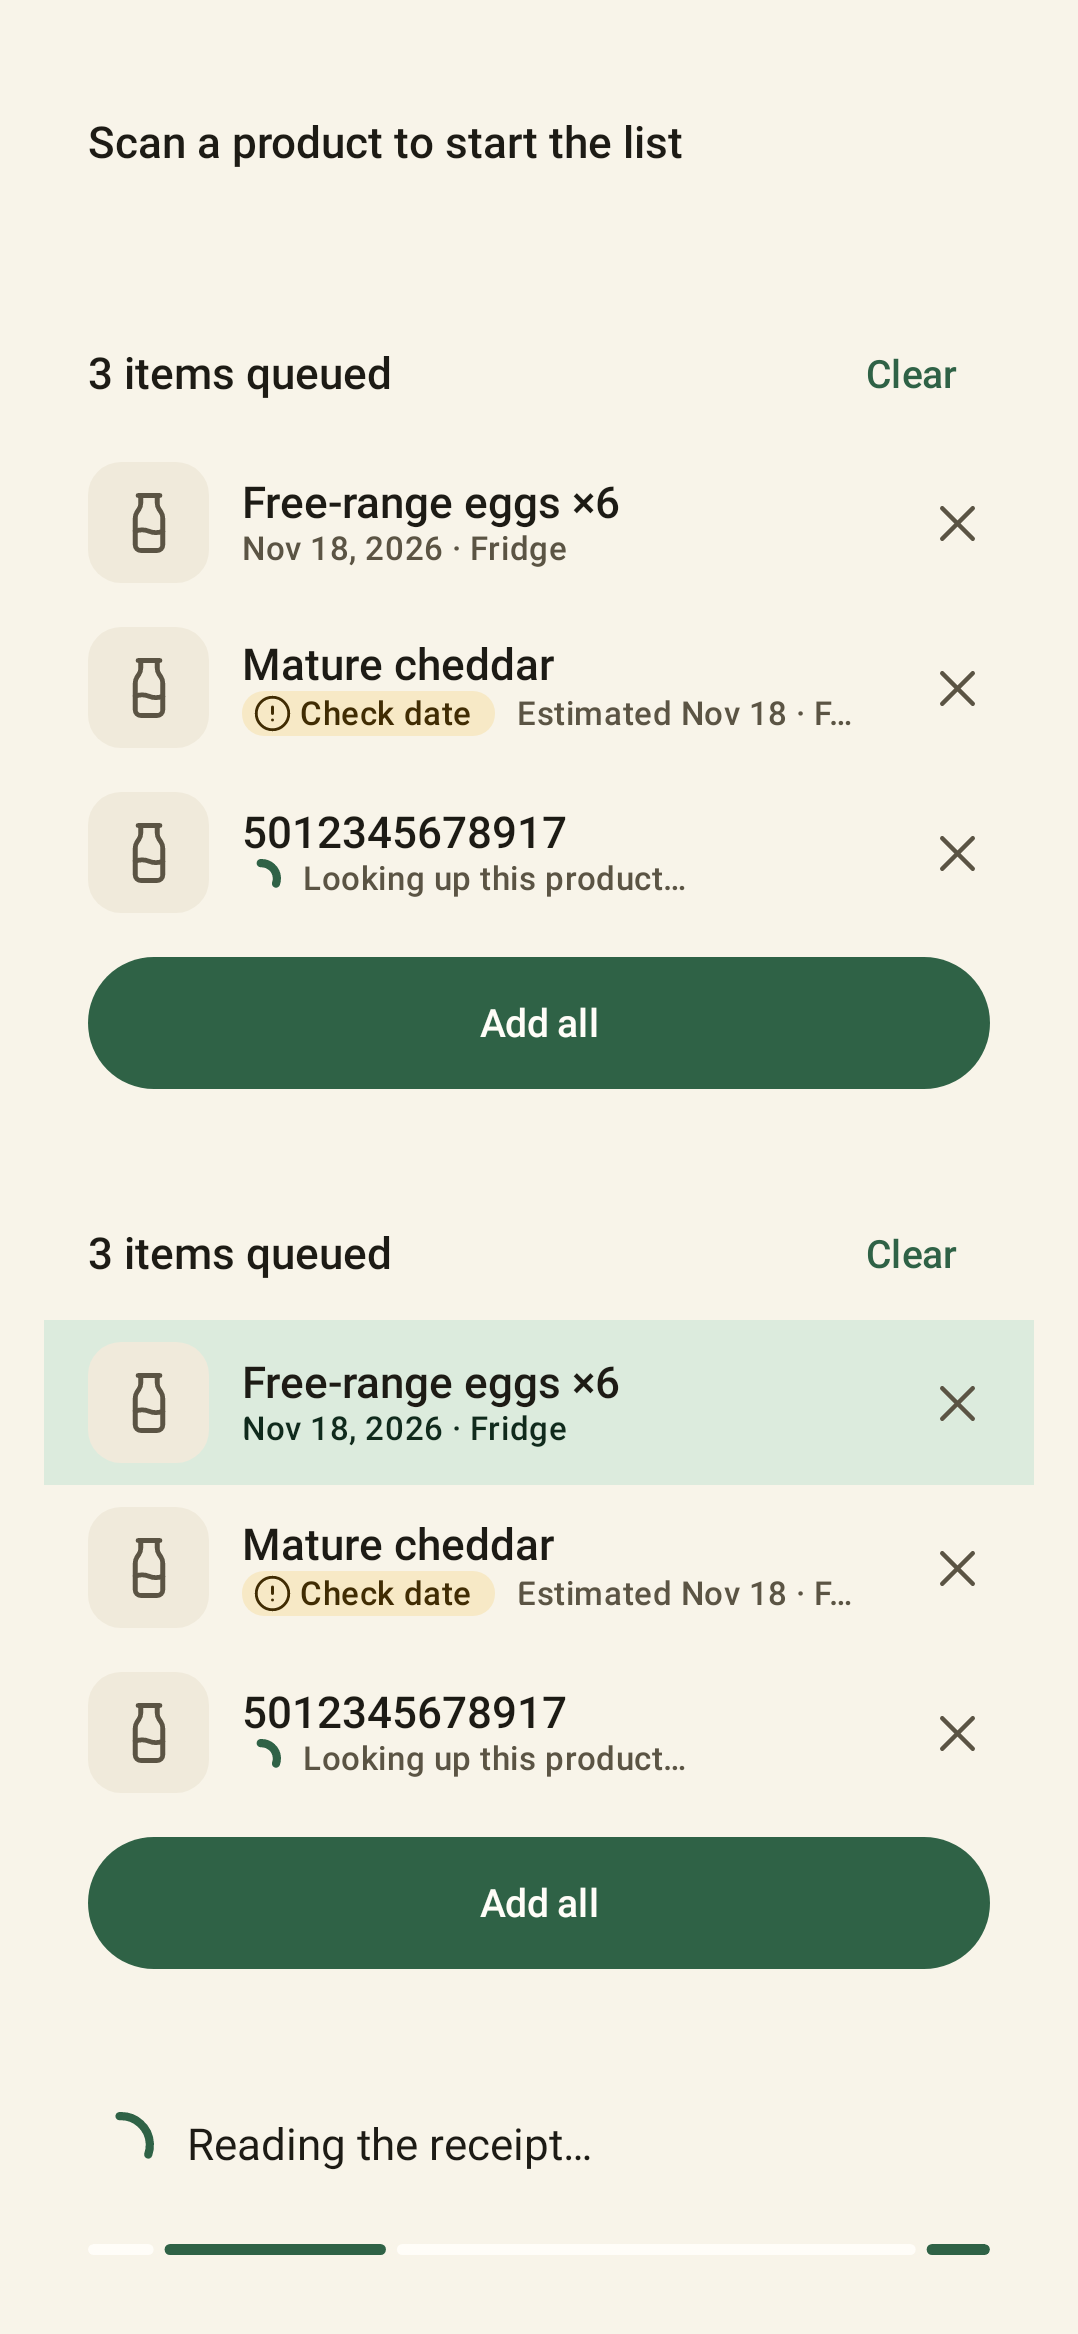 Scan a product to start the list
3 items queued
Clear
Free-range eggs ×6
Nov 18, 2026 · Fridge
Mature cheddar
Check date
Estimated Nov 18 · F…
5012345678917
Looking up this product…
Add all
3 items queued
Clear
Free-range eggs ×6
Nov 18, 2026 · Fridge
Mature cheddar
Check date
Estimated Nov 18 · F…
5012345678917
Looking up this product…
Add all
Reading the receipt…